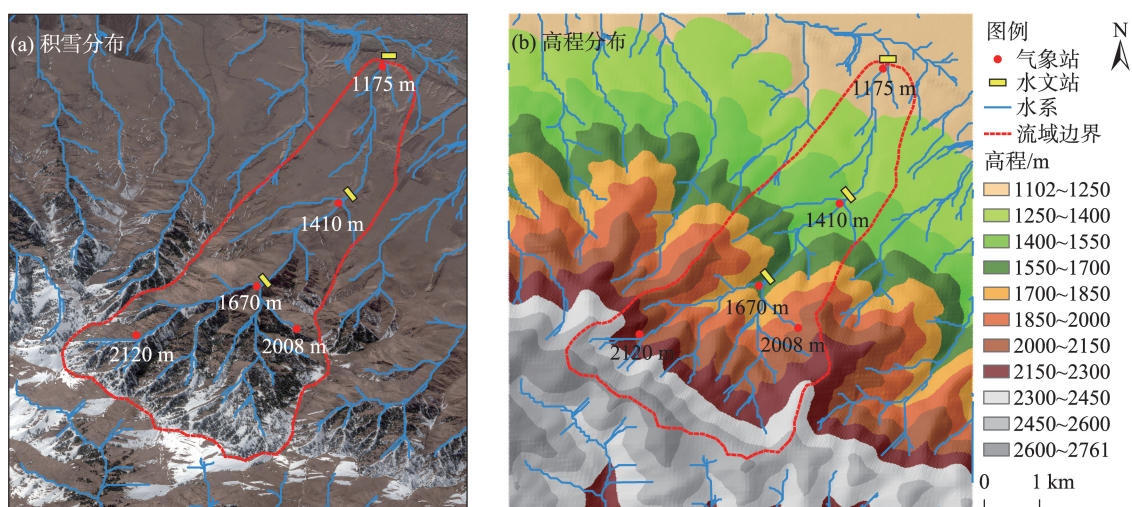 (a) 积雪分布
1175 m
1410 m
1670 m
2120 m
2008 m
(b) 高程分布
1175 m
1410 m
1670 m
2120 m
2008 m
图例
N
气象站
水文站
水系
流域边界
高程/m
1102~1250
1250~1400
1400~1550
1550~1700
1700~1850
1850~2000
2000~2150
2150~2300
2300~2450
2450~2600
2600~2761
0 1 km